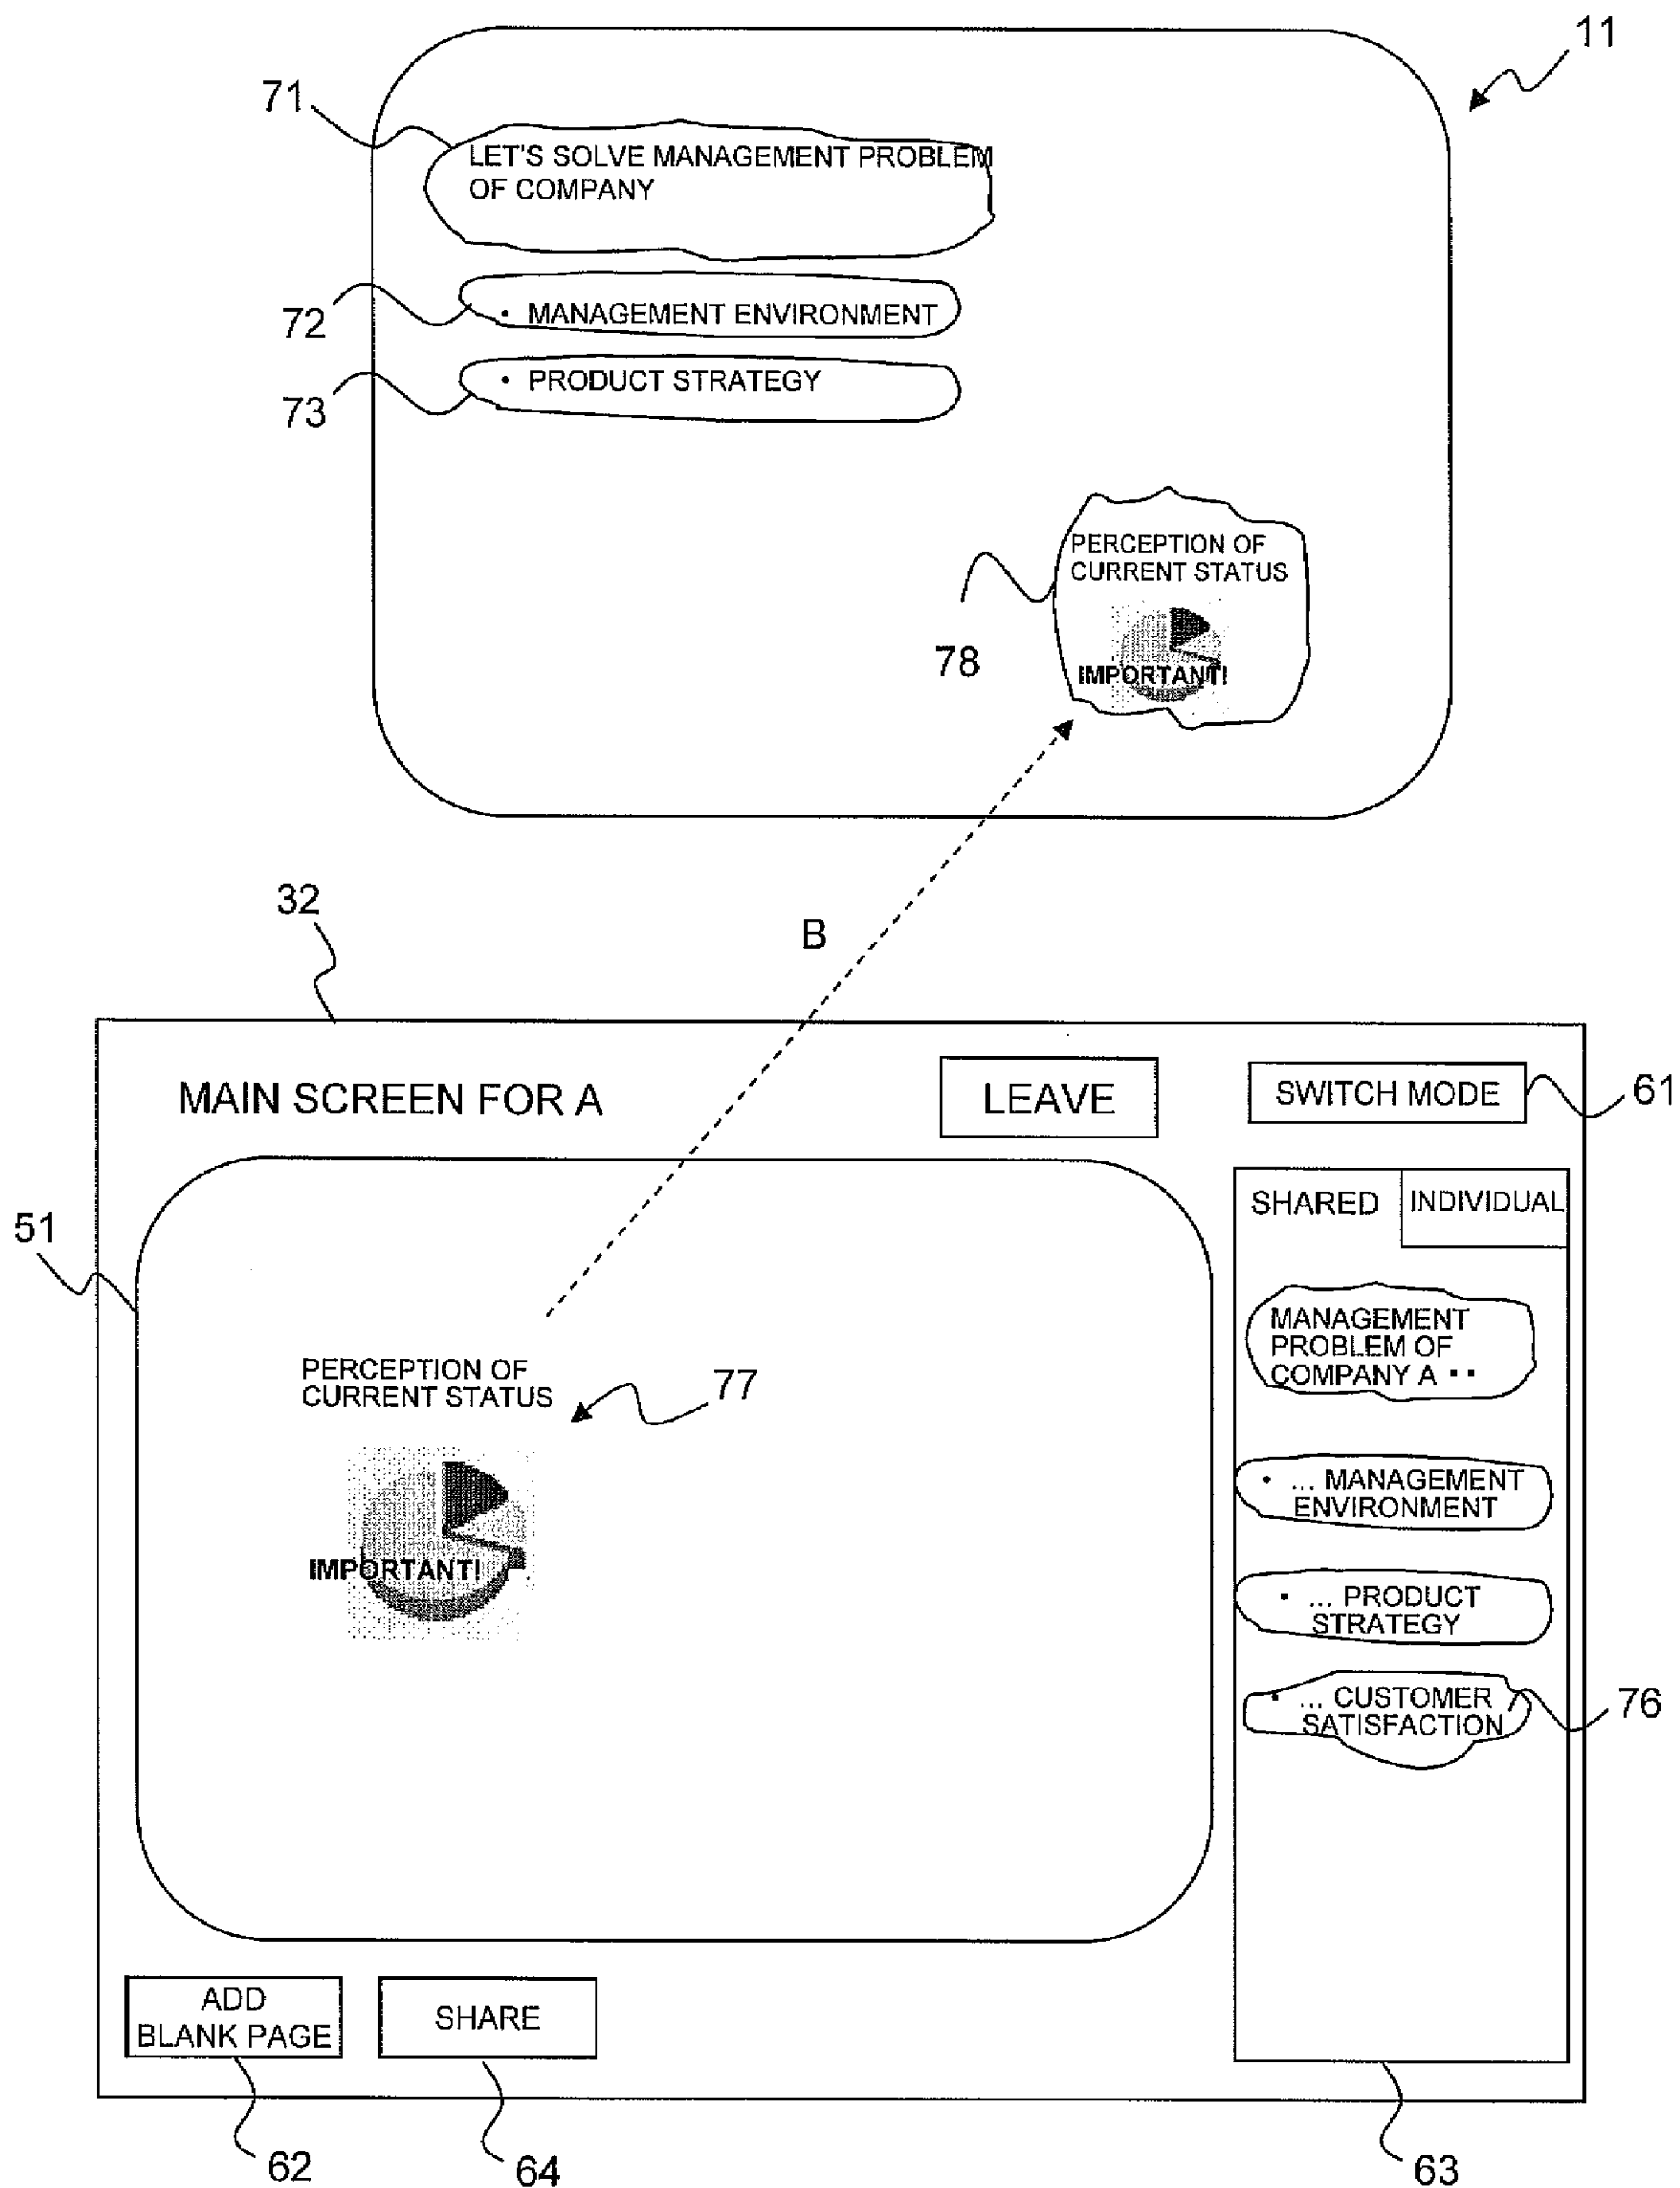 11
71
LET'S SOLVE MANAGEMENT PROBLEM
OF COMPANY
72
• MANAGEMENT ENVIRONMENT
73
• PRODUCT STRATEGY
PERCEPTION OF
CURRENT STATUS
78
IMPORTANT!
32
B
MAIN SCREEN FOR A
LEAVE
SWITCH MODE
61
51
SHARED
INDIVIDUAL
PERCEPTION OF
CURRENT STATUS
77
IMPORTANT!
MANAGEMENT
PROBLEM OF
COMPANY A ··
• ... MANAGEMENT
ENVIRONMENT
• ... PRODUCT
STRATEGY
• ... CUSTOMER
SATISFACTION
76
ADD
BLANK PAGE
SHARE
62
64
63